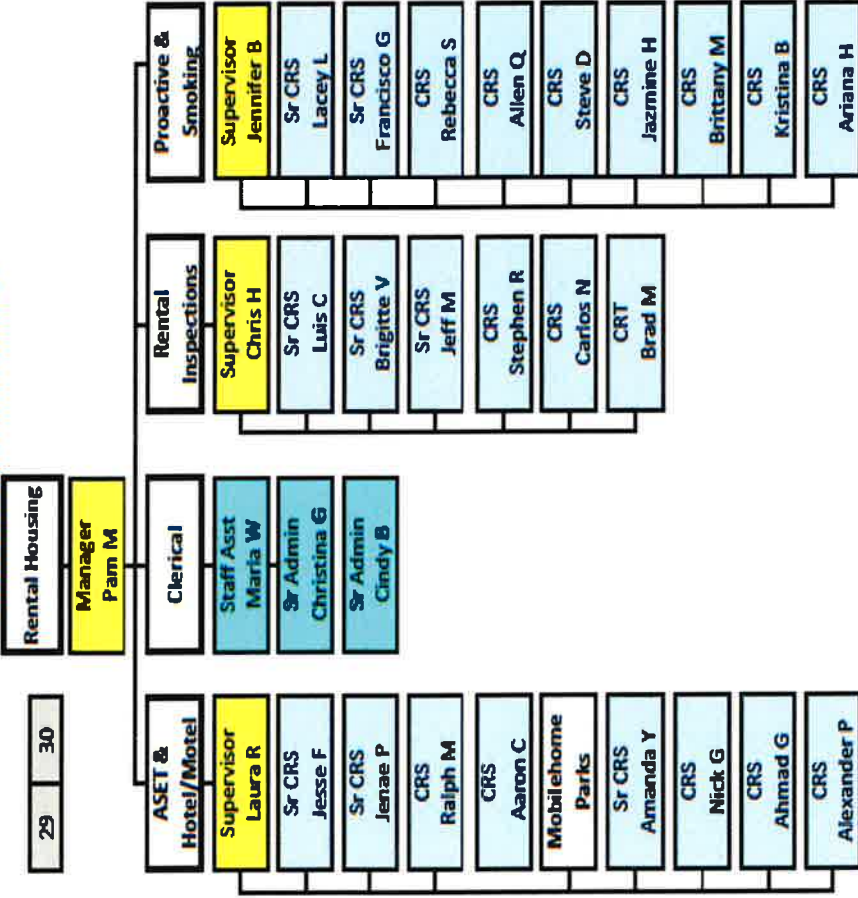 29 30
Rental Housing
Manager
Pam M
ASET &
Hotel/Motel
Supervisor
Laura R
Sr CRS
Jesse F
Sr CRS
Jenae P
CRS
Ralph M
CRS
Aaron C
Mobilehome
Parks
Sr CRS
Amanda Y
CRS
Nick G
CRS
Ahmad G
CRS
Alexander P
Clerical
Staff Asst
Maria W
Sr Admin
Christina G
Sr Admin
Cindy B
Rental
Inspections
Supervisor
Chris H
Sr CRS
Luis C
Sr CRS
Brigitte V
Sr CRS
Jeff M
CRS
Stephen R
CRS
Carlos N
CRT
Brad M
Proactive &
Smoking
Supervisor
Jennifer B
Sr CRS
Lacey L
Sr CRS
Francisco G
CRS
Rebecca S
CRS
Allen Q
CRS
Steve D
CRS
Jazmine H
CRS
Brittany M
CRS
Kristina B
CRS
Ariana H